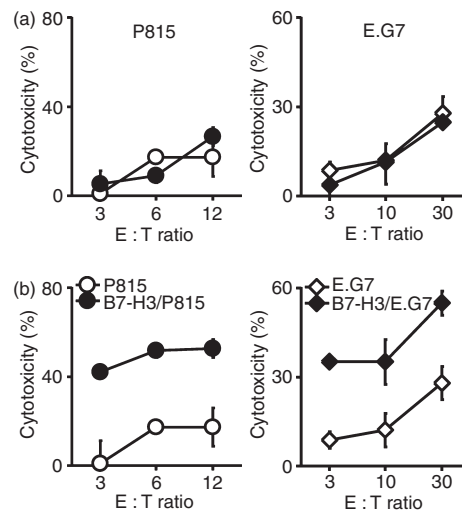 (a)
80
P815
40
0
Cytotoxicity (%)
3 6 12
E : T ratio
60
E.G7
30
0
Cytotoxicity (%)
3 10 30
E : T ratio
(b)
80
P815
B7-H3/P815
40
0
Cytotoxicity (%)
3 6 12
E : T ratio
60
E.G7
B7-H3/E.G7
30
0
Cytotoxicity (%)
3 10 30
E : T ratio